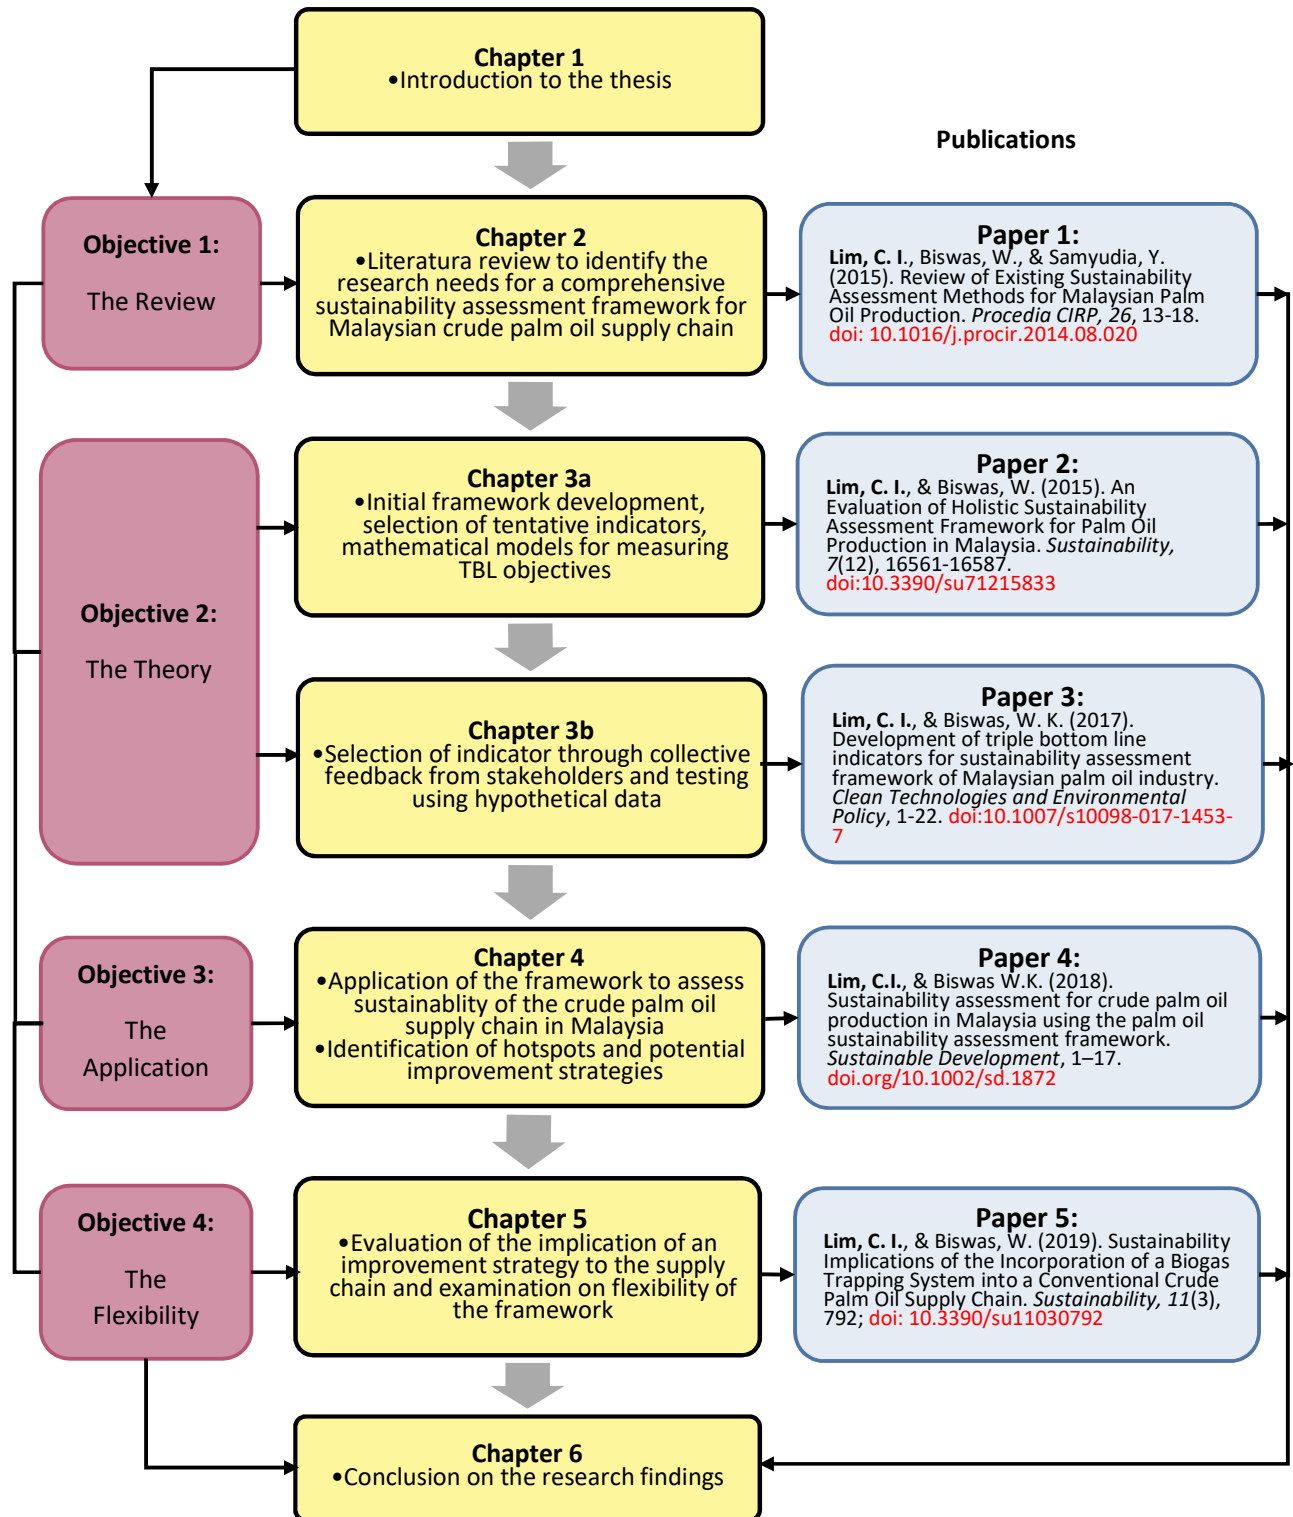 Chapter 1
•Introduction to the thesis
Publications
Objective 1:
The Review
Chapter 2
•Literatura review to identify the
research needs for a comprehensive
sustainability assessment framework for
Malaysian crude palm oil supply chain
Paper 1:
Lim, C. I., Biswas, W., & Samyudia, Y.
(2015). Review of Existing Sustainability
Assessment Methods for Malaysian Palm
Oil Production. Procedia CIRP, 26, 13-18.
doi: 10.1016/j.procir.2014.08.020
Objective 2:
The Theory
Chapter 3a
•Initial framework development,
selection of tentative indicators,
mathematical models for measuring
TBL objectives
Paper 2:
Lim, C. I., & Biswas, W. (2015). An
Evaluation of Holistic Sustainability
Assessment Framework for Palm Oil
Production in Malaysia. Sustainability,
7(12), 16561-16587.
doi:10.3390/su71215833
Chapter 3b
•Selection of indicator through collective
feedback from stakeholders and testing
using hypothetical data
Paper 3:
Lim, C. I., & Biswas, W. K. (2017).
Development of triple bottom line
indicators for sustainability assessment
framework of Malaysian palm oil industry.
Clean Technologies and Environmental
Policy, 1-22. doi:10.1007/s10098-017-1453-
7
Objective 3:
The
Application
Chapter 4
•Application of the framework to assess
sustainablity of the crude palm oil
supply chain in Malaysia
•Identification of hotspots and potential
improvement strategies
Paper 4:
Lim, C.I., & Biswas W.K. (2018).
Sustainability assessment for crude palm oil
production in Malaysia using the palm oil
sustainability assessment framework.
Sustainable Development, 1–17.
doi.org/10.1002/sd.1872
Objective 4:
The
Flexibility
Chapter 5
•Evaluation of the implication of an
improvement strategy to the supply
chain and examination on flexibility of
the framework
Paper 5:
Lim, C. I., & Biswas, W. (2019). Sustainability
Implications of the Incorporation of a Biogas
Trapping System into a Conventional Crude
Palm Oil Supply Chain. Sustainability, 11(3),
792; doi: 10.3390/su11030792
Chapter 6
•Conclusion on the research findings